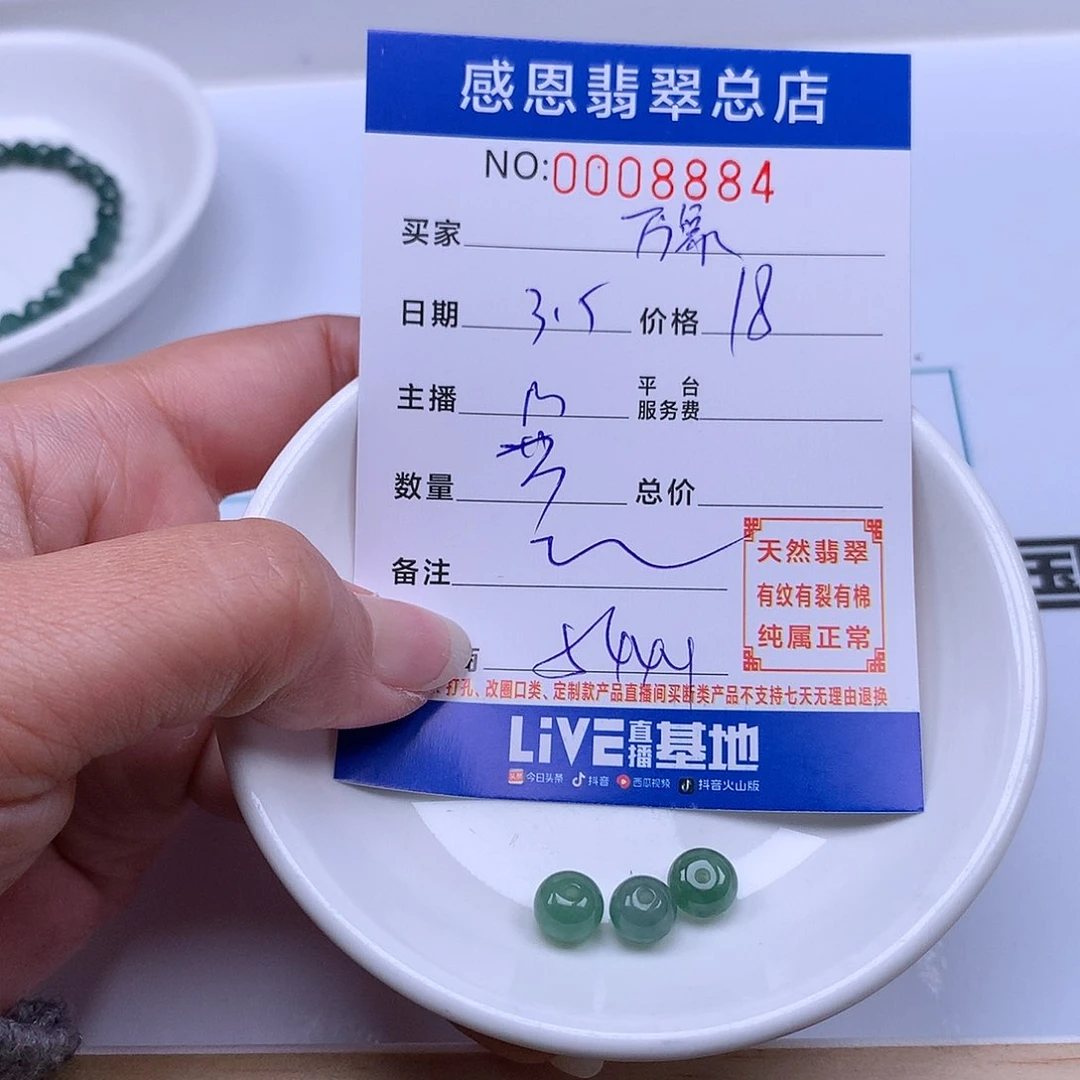 感恩翡翠总店
NO:0008884
买家 万象
日期 3.5 价格 18
主播 平台服务费
数量 总价
备注
天然翡翠
有纹有裂有棉
纯属正常
打孔、改圈口类、定制款产品直播间买断类产品不支持七天无理由退换
LiVE直播基地
头条 今日头条 抖音 西瓜视频 抖音火山版
国